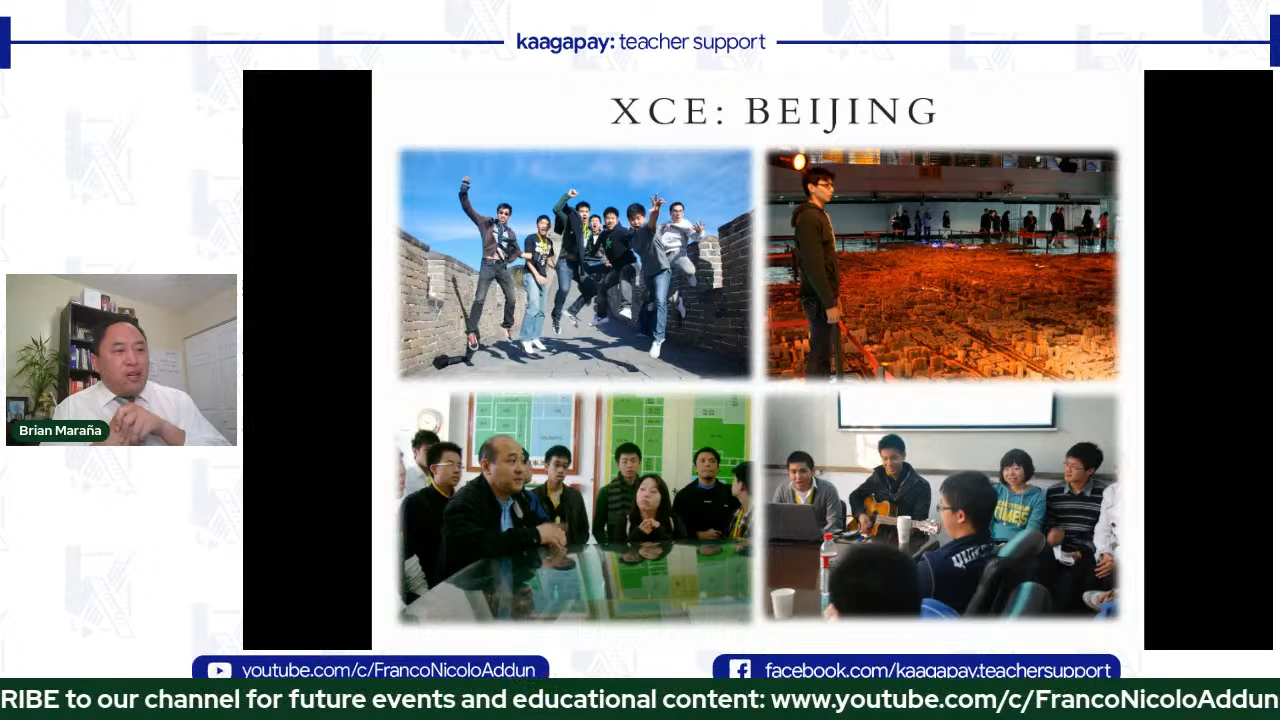 kaagapay: teacher support
XCE: BEIJING
Brian Maraña
TIMES
youtube.com/c/FrancoNicoloAddun
facebook.com/kaagapay.teachersupport
RIBE to our channel for future events and educational content: www.youtube.com/c/FrancoNicoloAddun